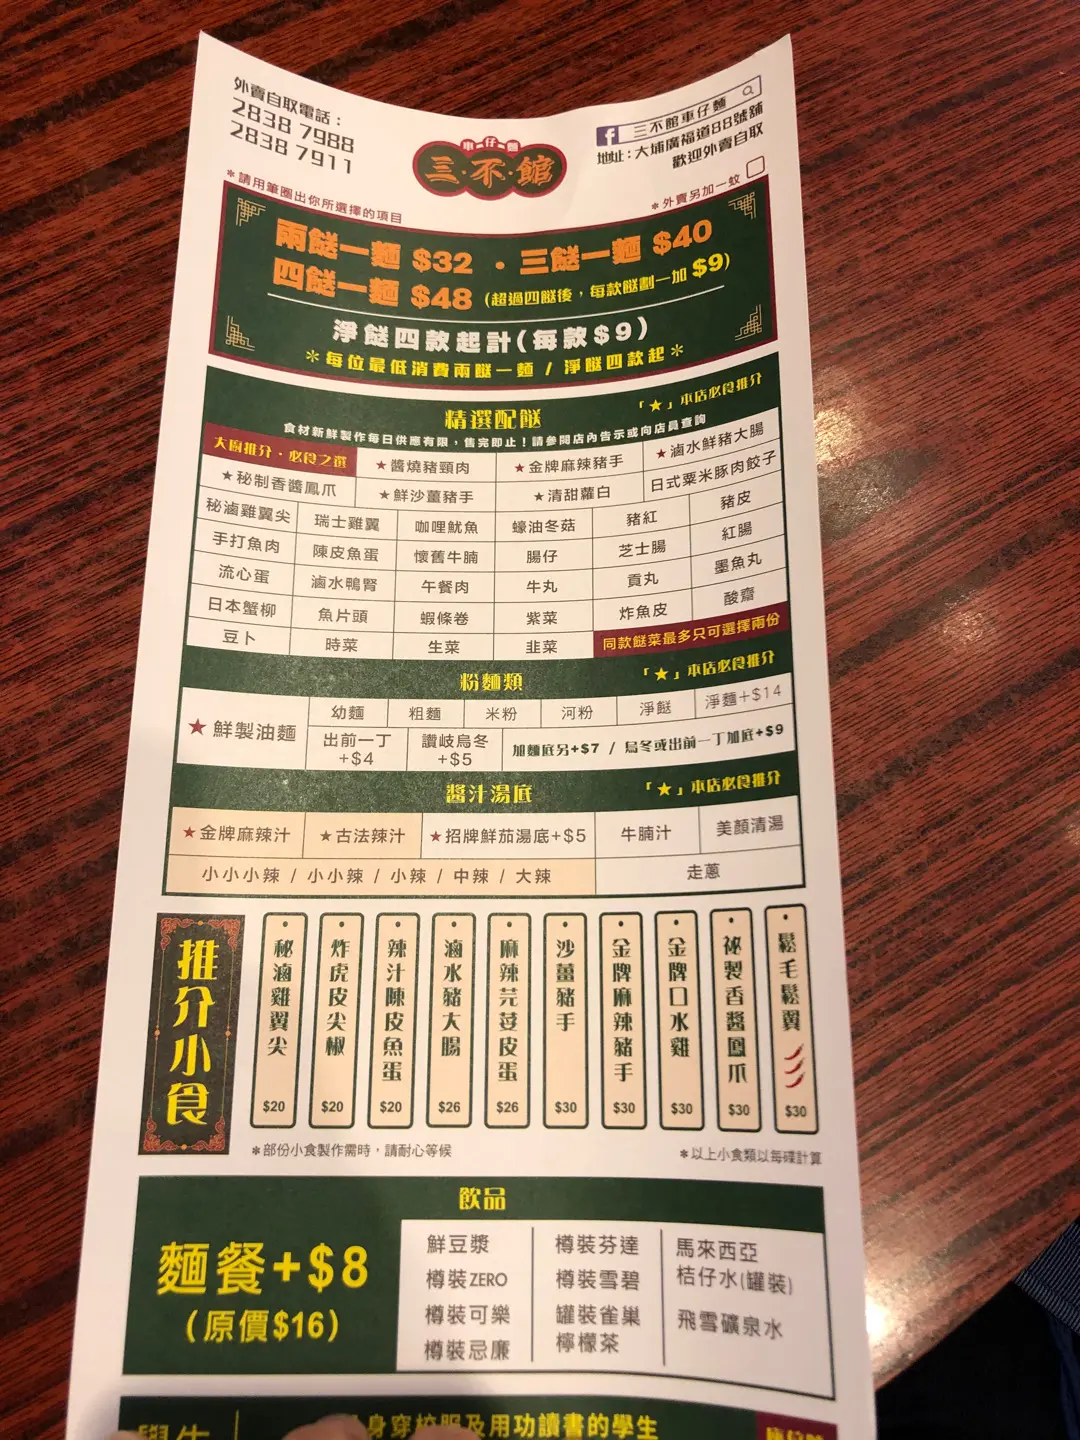 外賣自取電話：
2838 7988
2838 7911
車仔麵
三·不·館
三不館車仔麵
地址：大埔廣福道88號舖
歡迎外賣自取
*請用筆圈出你所選擇的項目
*外賣另加一蚊
兩餸一麵 $32 · 三餸一麵 $40
四餸一麵 $48 (超過四餸後，每款餸劃一加 $9)
淨餸四款起計(每款$9)
*每位最低消費兩餸一麵 / 淨餸四款起*
精選配餸
「★」本店必食推介
食材新鮮製作每日供應有限，售完即止！請參閱店內告示或向店員查詢
大廚推介·必食之選 ★醬燒豬頸肉 ★金牌麻辣豬手 ★滷水鮮豬大腸
★秘制香醬鳳爪 ★鮮沙薑豬手 ★清甜蘿白 日式粟米豚肉餃子
秘滷雞翼尖 瑞士雞翼 咖哩魷魚 蠔油冬菇 豬紅 豬皮
手打魚肉 陳皮魚蛋 懷舊牛腩 腸仔 芝士腸 紅腸
流心蛋 滷水鴨腎 午餐肉 牛丸 貢丸 墨魚丸
日本蟹柳 魚片頭 蝦條卷 紫菜 炸魚皮 酸齋
豆卜 時菜 生菜 韭菜 同款餸菜最多只可選擇兩份
粉麵類
「★」本店必食推介
★ 鮮製油麵
幼麵 粗麵 米粉 河粉 淨餸 淨麵+$14
出前一丁 +$4
讚岐烏冬 +$5
加麵底另+$7 / 烏冬或出前一丁加底+$9
醬汁湯底
「★」本店必食推介
★金牌麻辣汁 ★古法辣汁 ★招牌鮮茄湯底+$5 牛腩汁 美顏清湯
小小小辣 / 小小辣 / 小辣 / 中辣 / 大辣 走蔥
推介小食
秘滷雞翼尖 $20
炸虎皮尖椒 $20
辣汁陳皮魚蛋 $20
滷水豬大腸 $26
麻辣芫荽皮蛋 $26
沙薑豬手 $30
金牌麻辣豬手 $30
金牌口水雞 $30
祕製香醬鳳爪 $30
鬆毛鬆翼 $30
*部份小食製作需時，請耐心等候
*以上小食類以每碟計算
飲品
麵餐+$8
(原價$16)
鮮豆漿
樽裝ZERO
樽裝可樂
樽裝忌廉
樽裝芬達
樽裝雪碧
罐裝雀巢
檸檬茶
馬來西亞
桔仔水(罐裝)
飛雪礦泉水
學生
身穿校服及用功讀書的學生